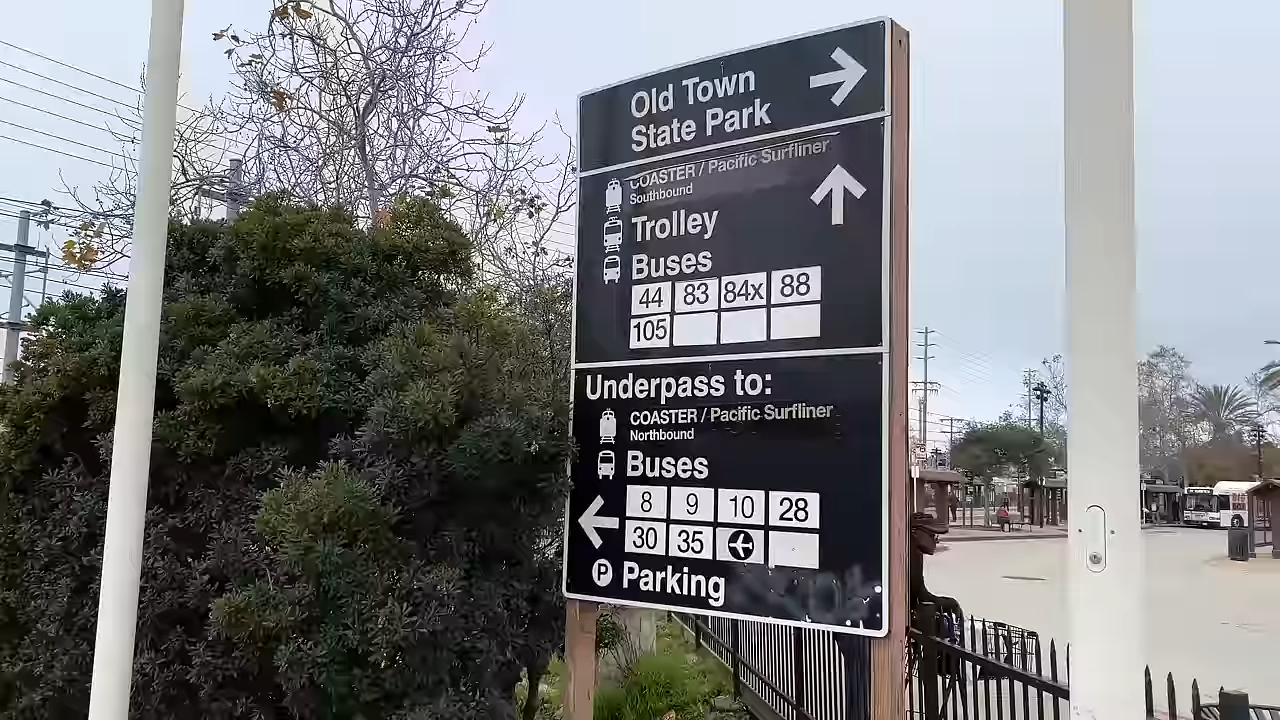 Old Town
State Park
COASTER / Pacific Surfliner
Southbound
Trolley
Buses
44 83 84x 88
105
Underpass to:
COASTER / Pacific Surfliner
Northbound
Buses
8 9 10 28
30 35
P Parking